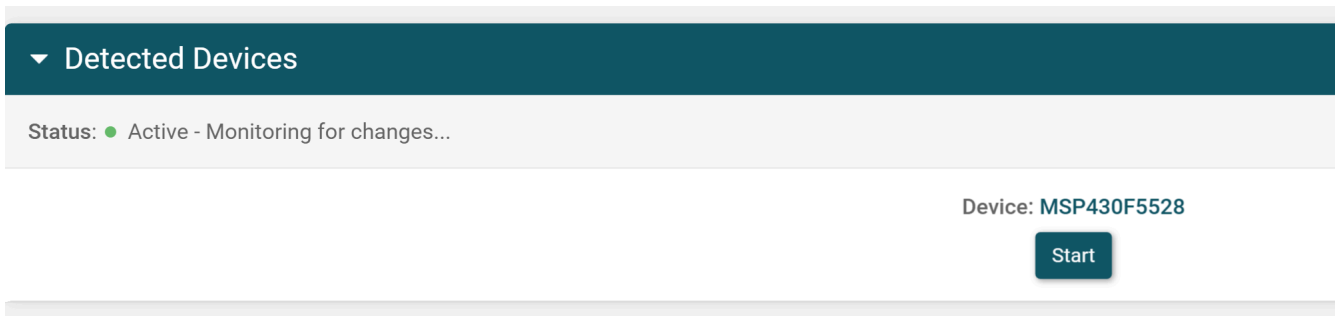 Detected Devices
Status: Active - Monitoring for changes...
Device: MSP430F5528
Start